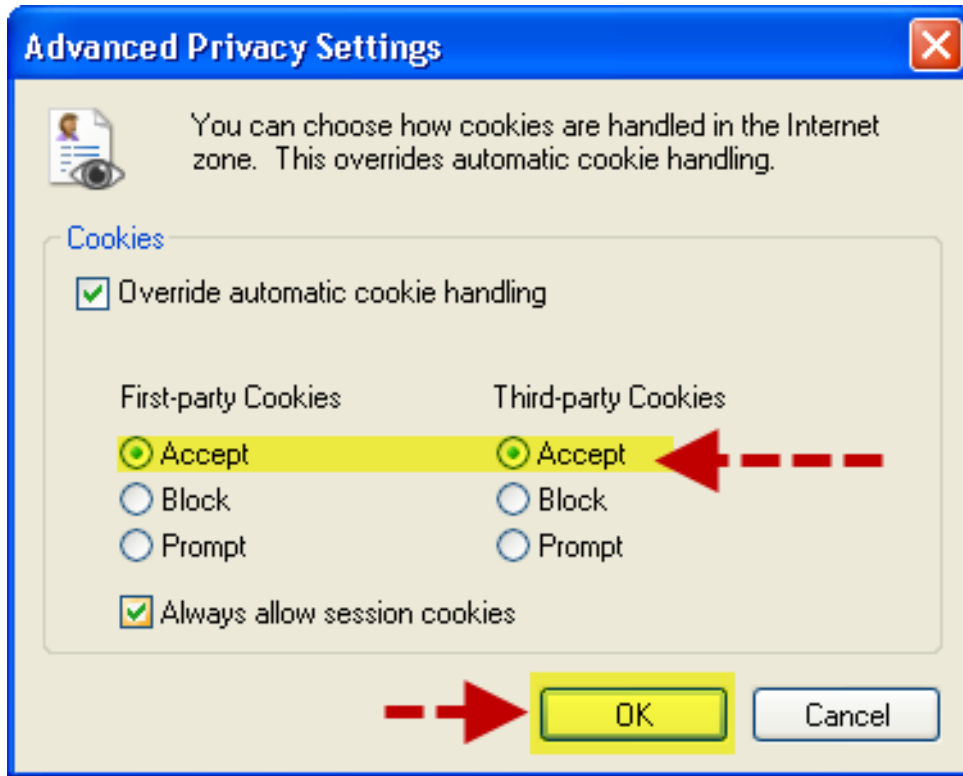 Advanced Privacy Settings
You can choose how cookies are handled in the Internet
zone.  This overrides automatic cookie handling.
Cookies
Override automatic cookie handling
First-party Cookies Third-party Cookies
Accept Accept
Block Block
Prompt Prompt
Always allow session cookies
OK Cancel